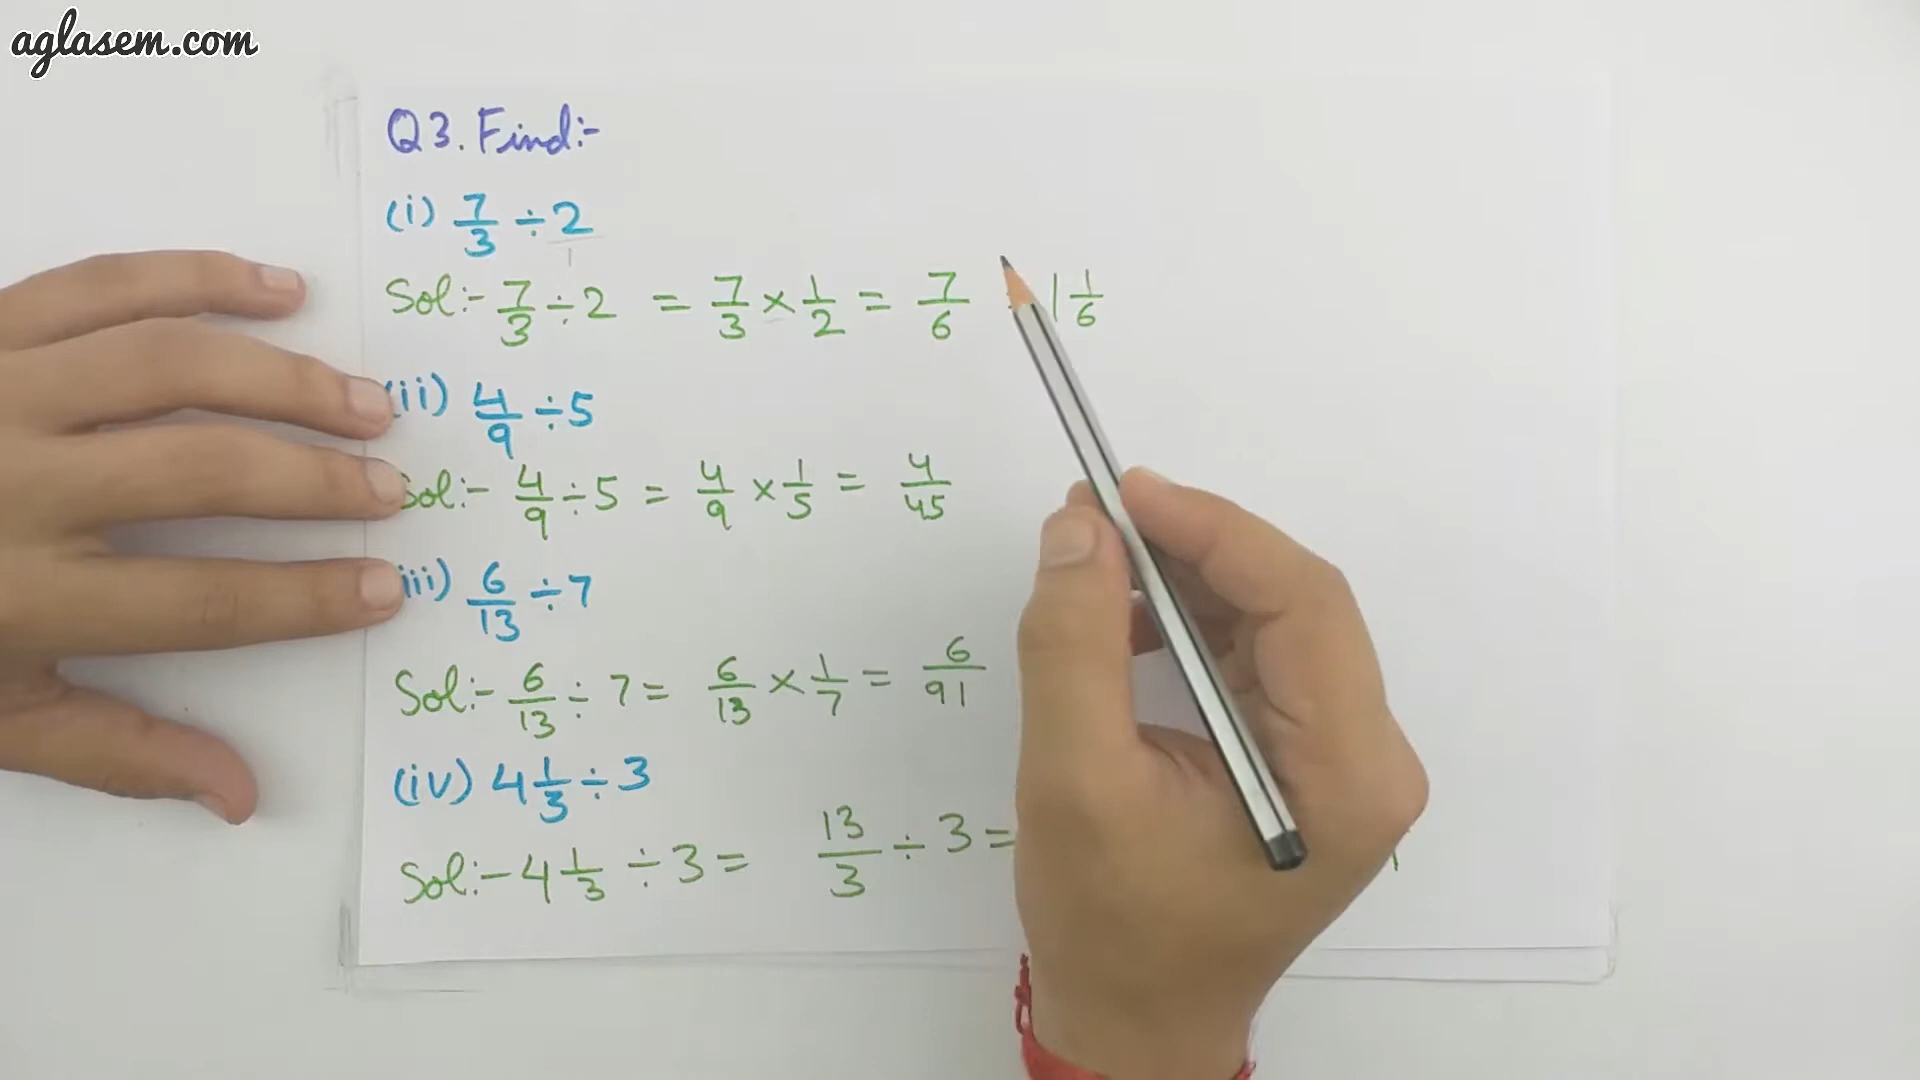 aglasem.com
Q3. Find:-
(i) 7/3 ÷ 2/1
Sol:- 7/3 ÷ 2 = 7/3 × 1/2 = 7/6 1 1/6
(ii) 4/9 ÷ 5
Sol:- 4/9 ÷ 5 = 4/9 × 1/5 = 4/45
iii) 6/13 ÷ 7
Sol:- 6/13 ÷ 7 = 6/13 × 1/7 = 6/91
(iv) 4 1/3 ÷ 3
Sol:- 4 1/3 ÷ 3 = 13/3 ÷ 3 =